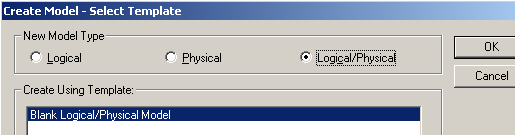 Create Model - Select Template
New Model Type
Logical Physical Logical/Physical
OK
Cancel
Create Using Template:
Blank Logical/Physical Model